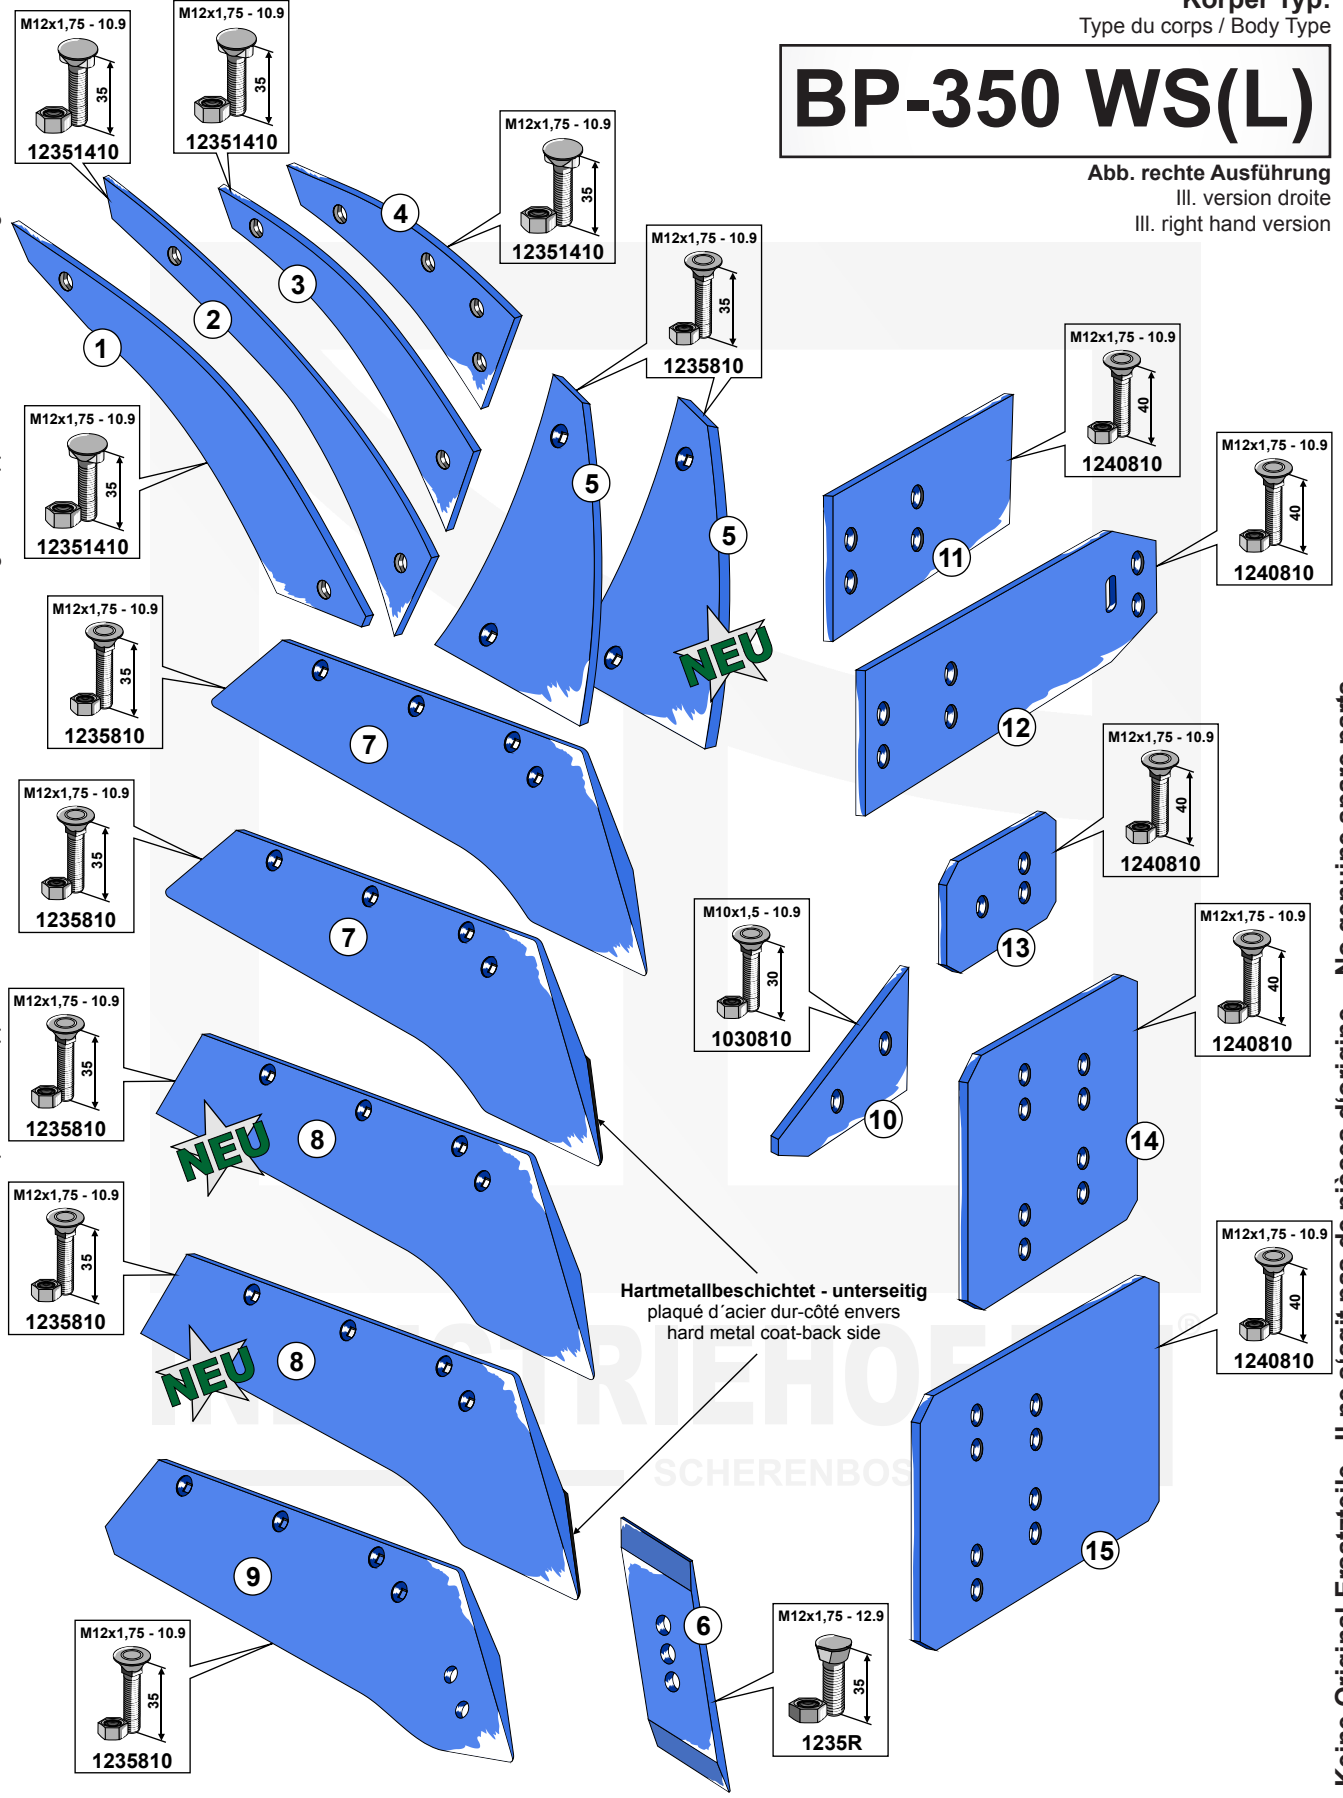 Körper Typ:
Type du corps / Body Type
BP-350 WS(L)
Abb. rechte Ausführung
Ill. version droite
Ill. right hand version
M12x1,75 - 10.9
35
12351410
M12x1,75 - 10.9
35
12351410
M12x1,75 - 10.9
35
12351410
M12x1,75 - 10.9
35
1235810
M12x1,75 - 10.9
40
1240810
M12x1,75 - 10.9
40
1240810
M12x1,75 - 10.9
35
12351410
M12x1,75 - 10.9
35
1235810
M12x1,75 - 10.9
40
1240810
M12x1,75 - 10.9
35
1235810
M10x1,5 - 10.9
30
1030810
M12x1,75 - 10.9
40
1240810
M12x1,75 - 10.9
35
1235810
M12x1,75 - 10.9
35
1235810
M12x1,75 - 10.9
40
1240810
M12x1,75 - 10.9
35
1235810
M12x1,75 - 12.9
35
1235R
1
2
3
4
5
5
NEU
11
12
7
7
13
8
NEU
10
14
8
NEU
9
6
15
Hartmetallbeschichtet - unterseitig
plaqué d´acier dur-côté envers
hard metal coat-back side
SCHERENBOS
®